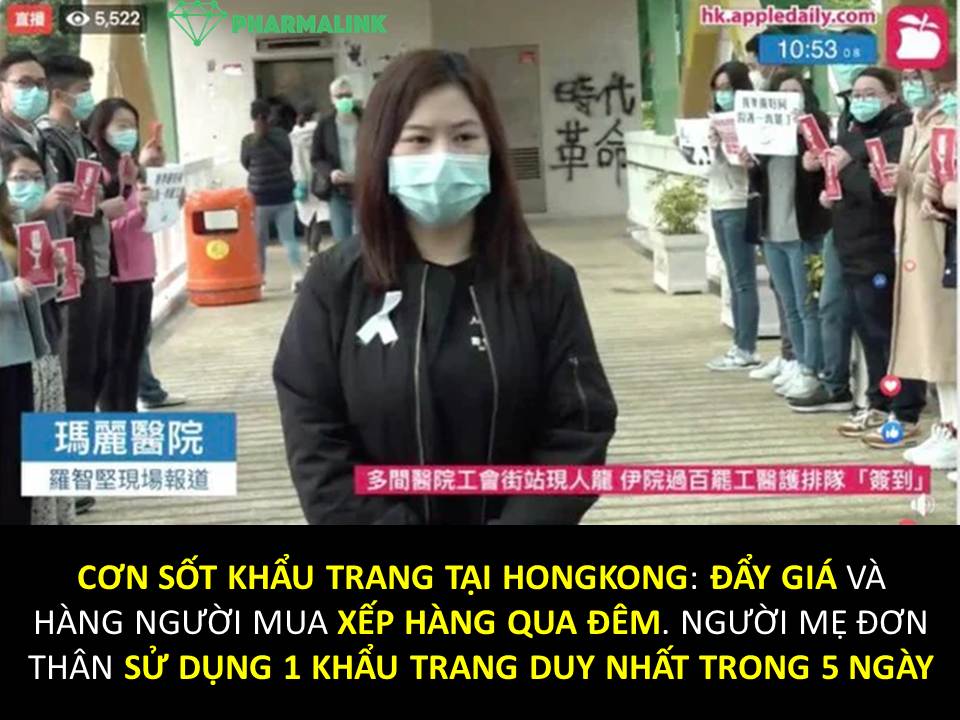 直播
5,522
PHARMALINK
hk.appledaily.com
10:53 08
時代
革命
瑪麗醫院
羅智堅現場報道
多間醫院工會街站現人龍 伊院過百罷工醫護排隊「簽到」
CƠN SỐT KHẨU TRANG TẠI HONGKONG: ĐẨY GIÁ VÀ
HÀNG NGƯỜI MUA XẾP HÀNG QUA ĐÊM. NGƯỜI MẸ ĐƠN
THÂN SỬ DỤNG 1 KHẨU TRANG DUY NHẤT TRONG 5 NGÀY